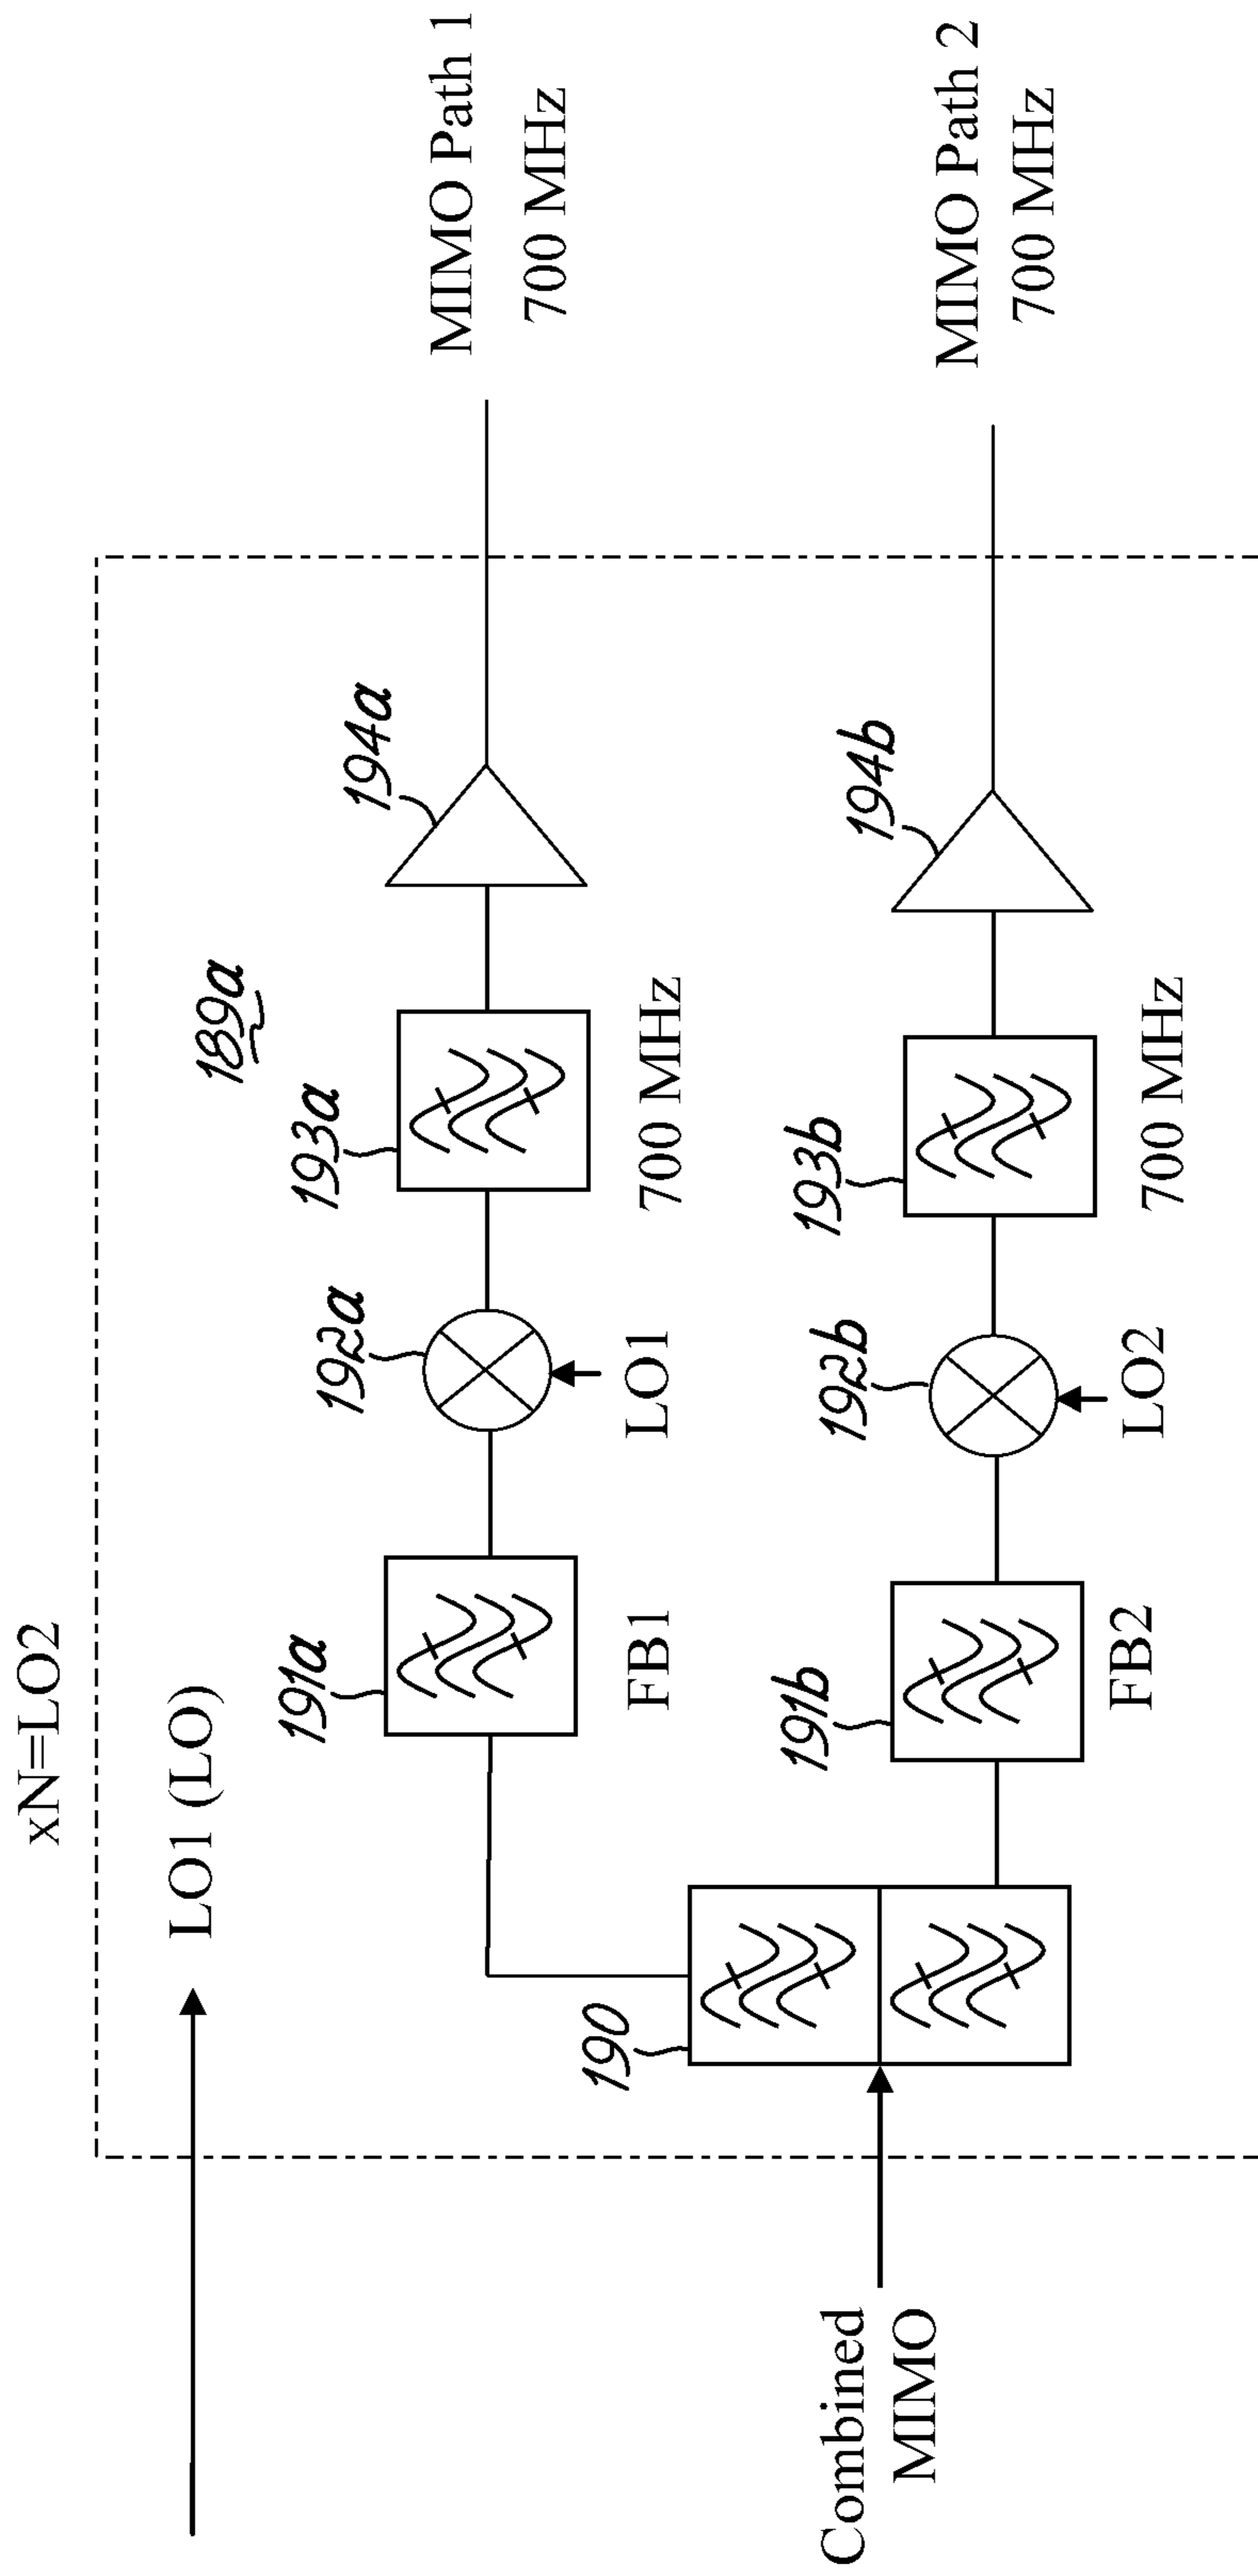 xN=LO2
LO1 (LO)
189a
194a
193a
192a
191a
MIMO Path 1
700 MHz
700 MHz
LO1
FB1
190
194b
193b
192b
191b
MIMO Path 2
700 MHz
700 MHz
LO2
FB2
Combined
MIMO